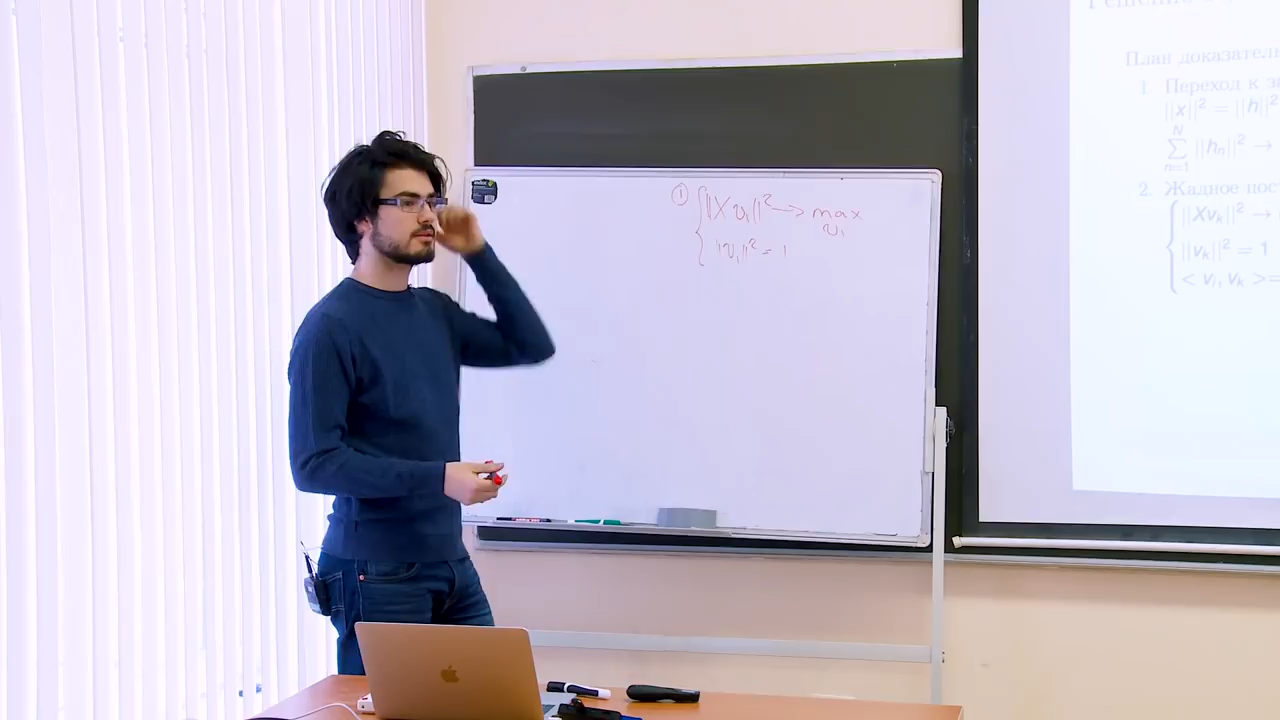 ① { ||Xv₁||² → max
v₁
||v₁||² = 1
План доказател
1. Переход к за
||x||² = ||h||²
N
∑ ||hₙ||² →
n=1
2. Жадное пос
||Xvₖ||² →
||vₖ||² = 1
< vᵢ, vₖ >=